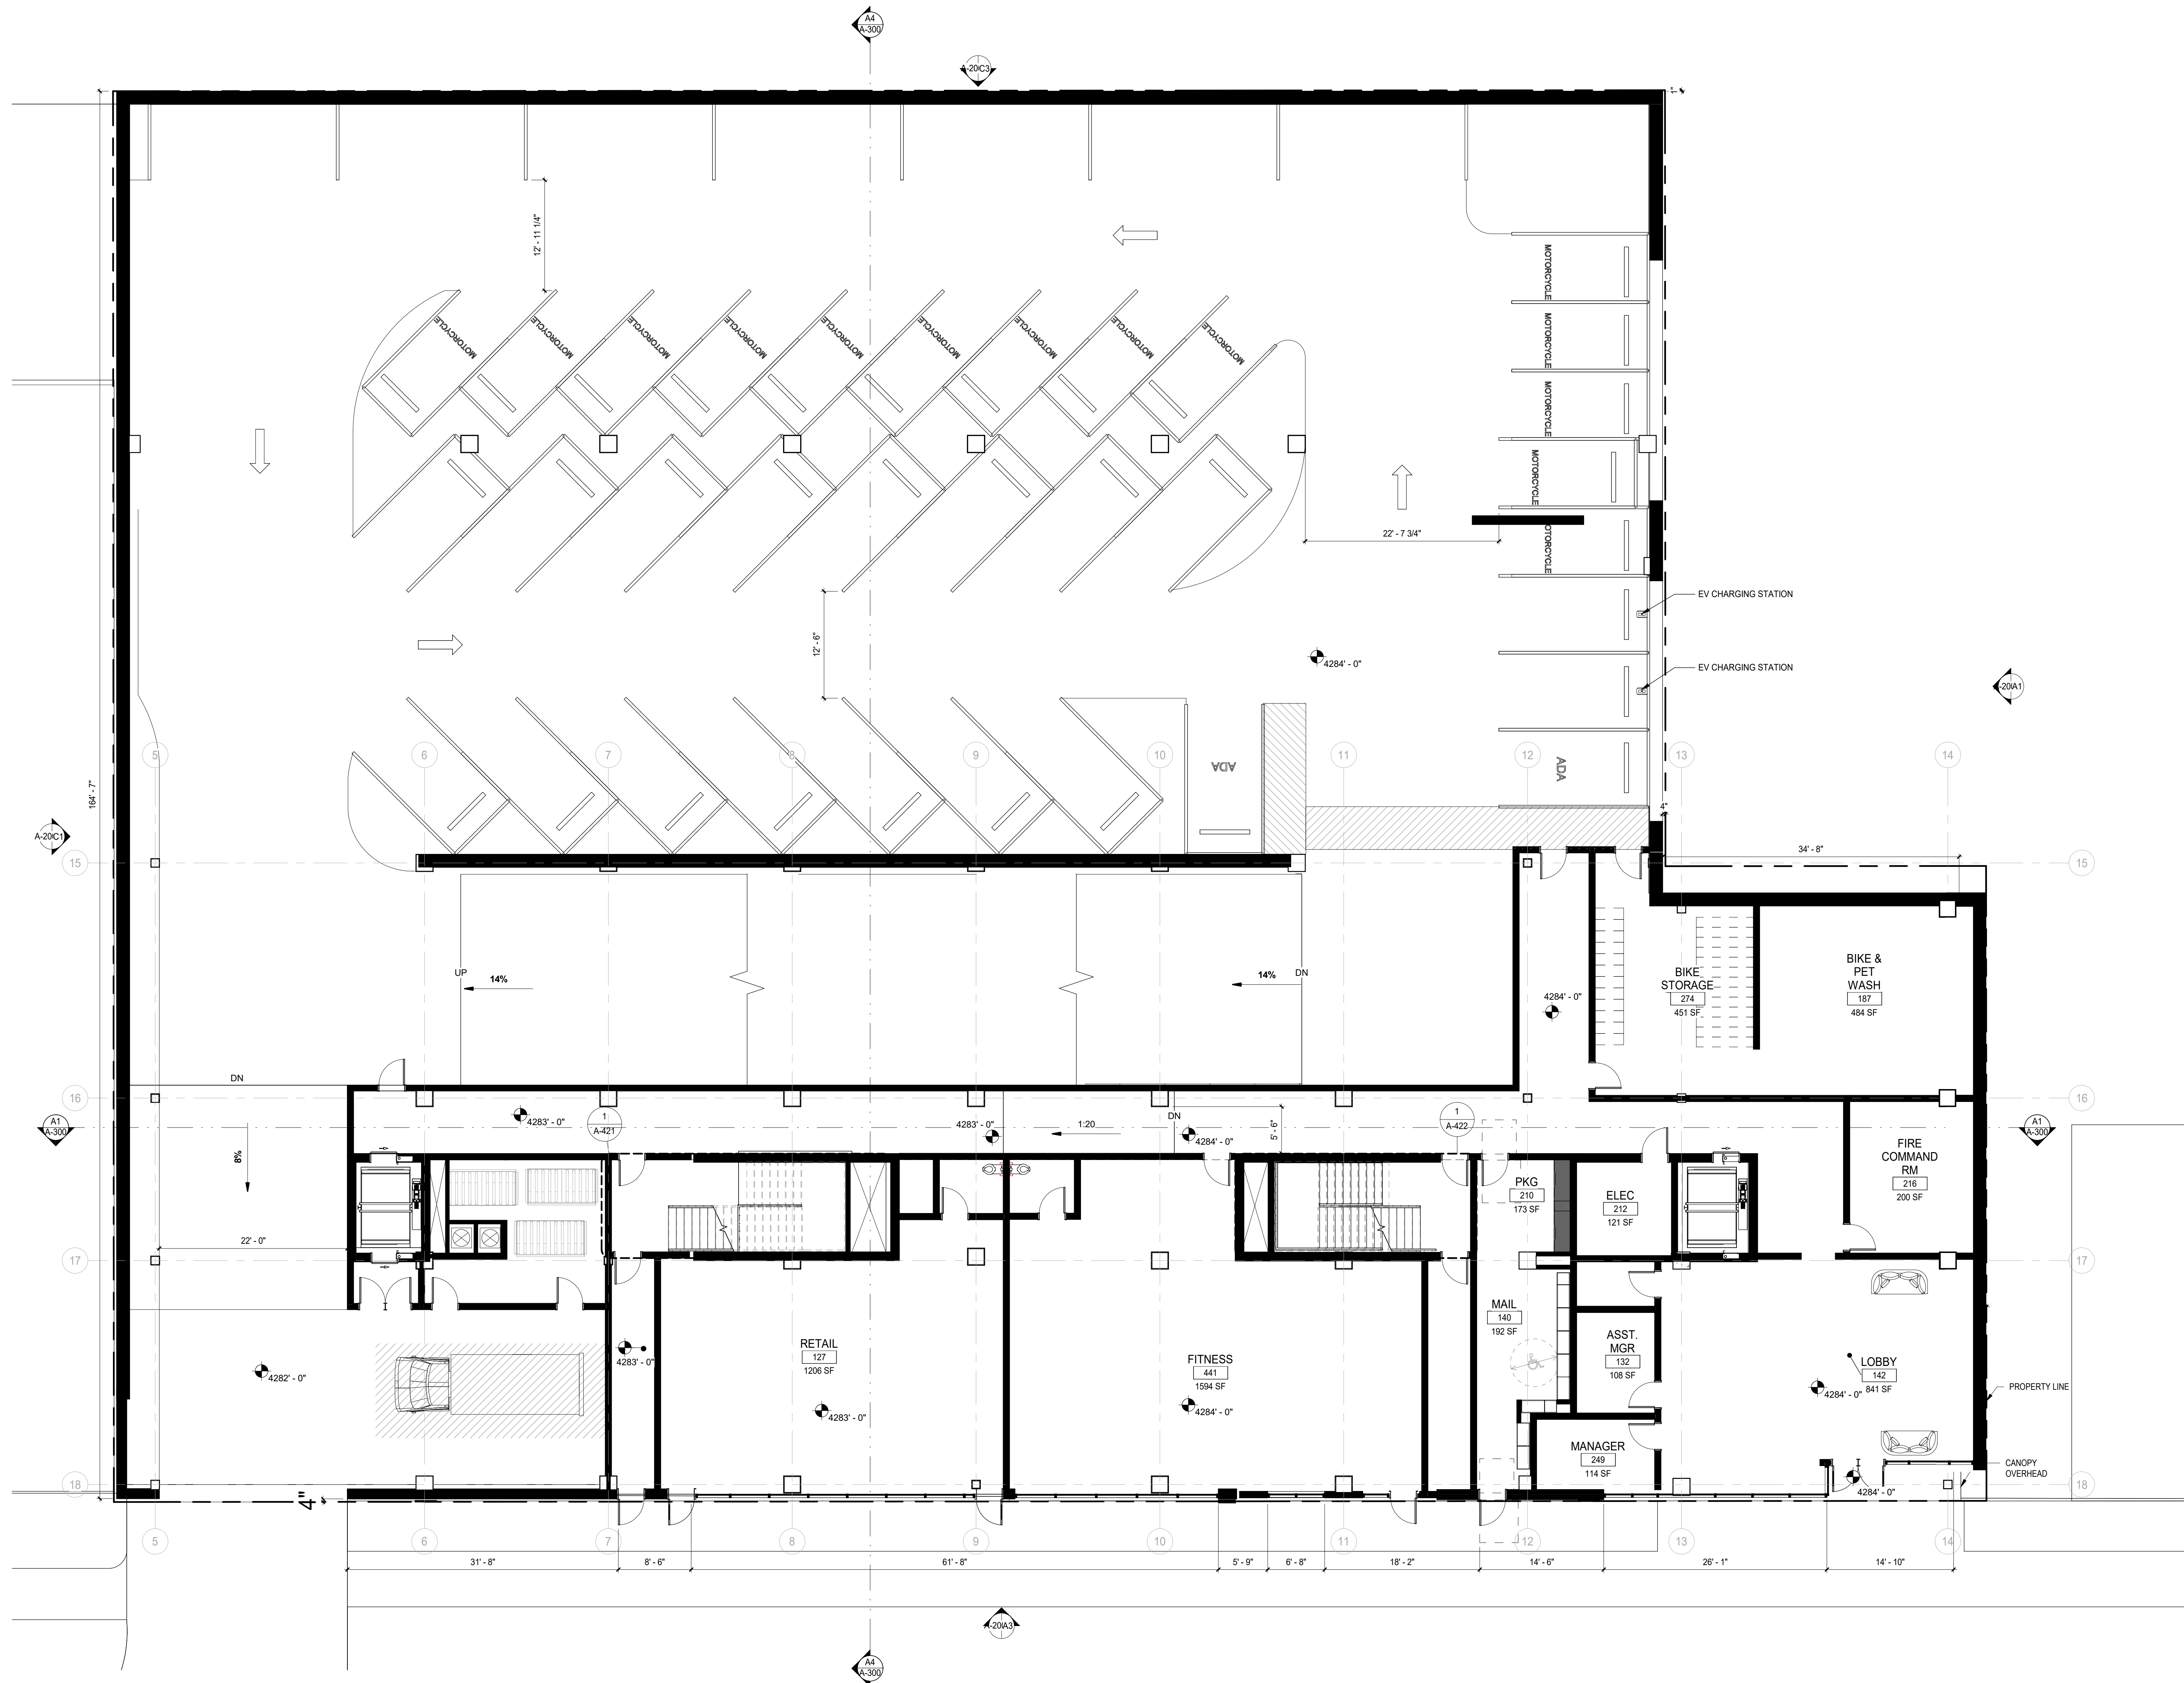 A4
A-300
A-20 C3
1"
12' - 11 1/4"
MOTORCYCLE
MOTORCYCLE
MOTORCYCLE
MOTORCYCLE
MOTORCYCLE
MOTORCYCLE
MOTORCYCLE
MOTORCYCLE
MOTORCYCLE
MOTORCYCLE
MOTORCYCLE
MOTORCYCLE
MOTORCYCLE
OTORCYCLE
22' - 7 3/4"
EV CHARGING STATION
12' - 6"
4284' - 0"
EV CHARGING STATION
-20 A1
5
6
7
8
9
10
11
12
13
14
ADA
ADA
164' - 7"
4"
A-20 C1
15
34' - 8"
15
UP
14%
14%
DN
BIKE
STORAGE
274
451 SF
BIKE &
PET
WASH
187
484 SF
4284' - 0"
DN
16
16
A1
A-300
4283' - 0"
1
A-421
4283' - 0"
1:20
DN
4284' - 0"
5' - 6"
1
A-422
A1
A-300
8%
FIRE
COMMAND
RM
216
200 SF
PKG
210
173 SF
ELEC
212
121 SF
22' - 0"
17
17
MAIL
140
192 SF
RETAIL
127
1206 SF
FITNESS
441
1594 SF
ASST.
MGR
132
108 SF
LOBBY
142
841 SF
4283' - 0"
4282' - 0"
4284' - 0"
PROPERTY LINE
4283' - 0"
4284' - 0"
MANAGER
249
114 SF
CANOPY
OVERHEAD
18
4284' - 0"
18
4"
5
6
7
8
9
10
11
12
13
14
31' - 8"
8' - 6"
61' - 8"
5' - 9"
6' - 8"
18' - 2"
14' - 6"
26' - 1"
14' - 10"
A-20 A3
A4
A-300